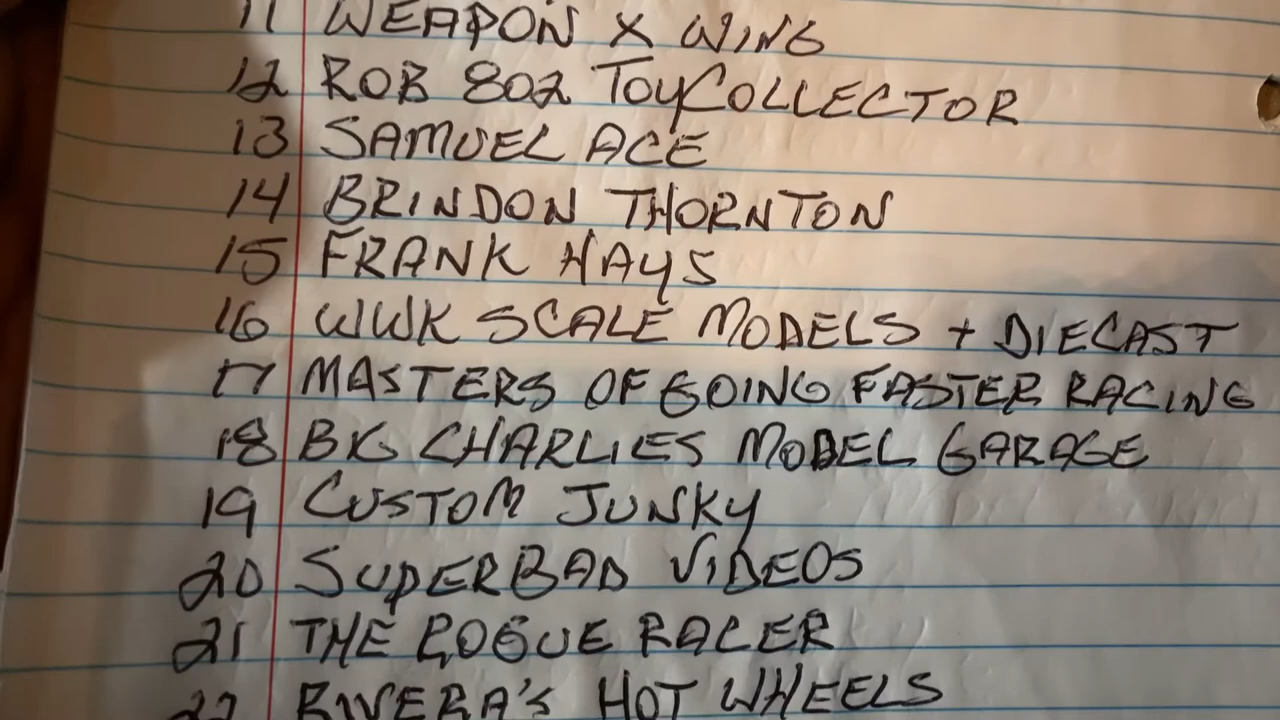 11 WEAPON X WING
12 ROB 802 TOYCOLLECTOR
13 SAMUEL ACE
14 BRINDON THORNTON
15 FRANK HAYS
16 WWK SCALE MODELS + DIECAST
17 MASTERS OF GOING FASTER RACING
18 BIG CHARLIES MODEL GARAGE
19 CUSTOM JUNKY
20 SUPERBAD VIDEOS
21 THE ROGUE RACER
22 RIVERA'S HOT WHEELS